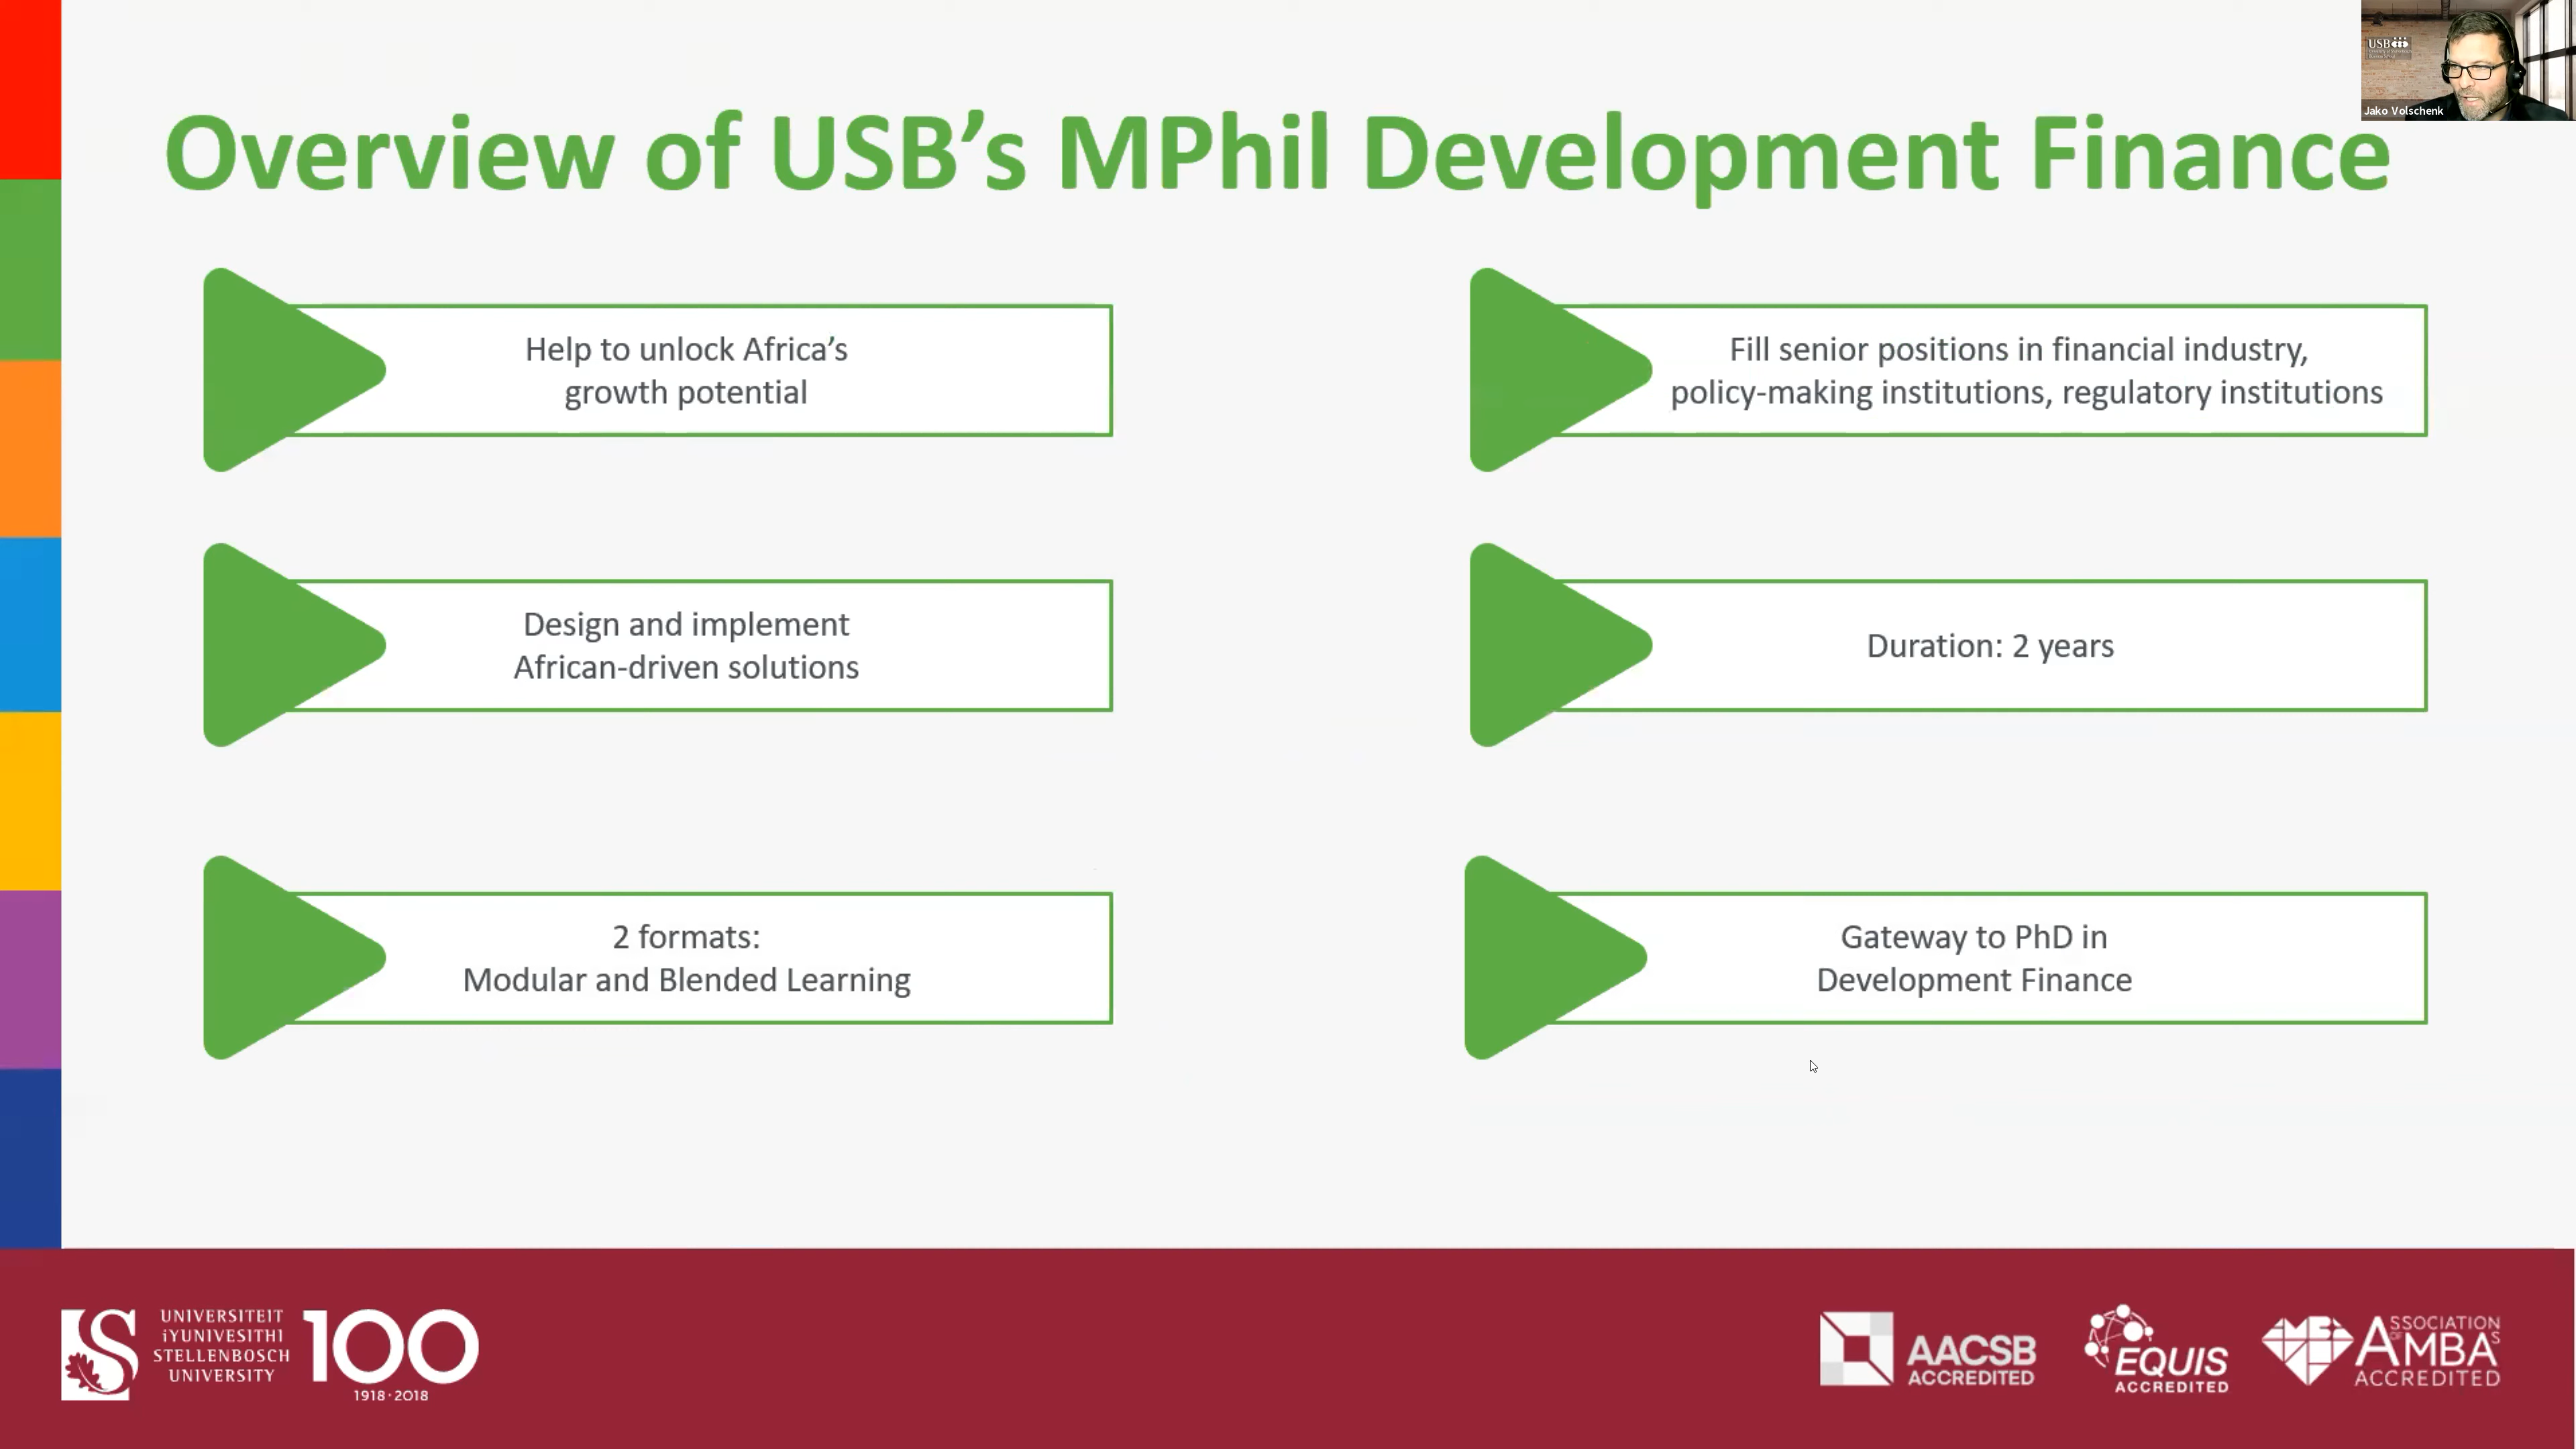 Overview of USB’s MPhil Development Finance
USB
Jako Volschenk
Help to unlock Africa’s
growth potential
Fill senior positions in financial industry,
policy-making institutions, regulatory institutions
Design and implement
African-driven solutions
Duration: 2 years
2 formats:
Modular and Blended Learning
Gateway to PhD in
Development Finance
UNIVERSITEIT
iYUNIVESITHI
STELLENBOSCH
UNIVERSITY
100
1918·2018
AACSB
ACCREDITED
EQUIS
ACCREDITED
ASSOCIATION
OF MBAS
ACCREDITED